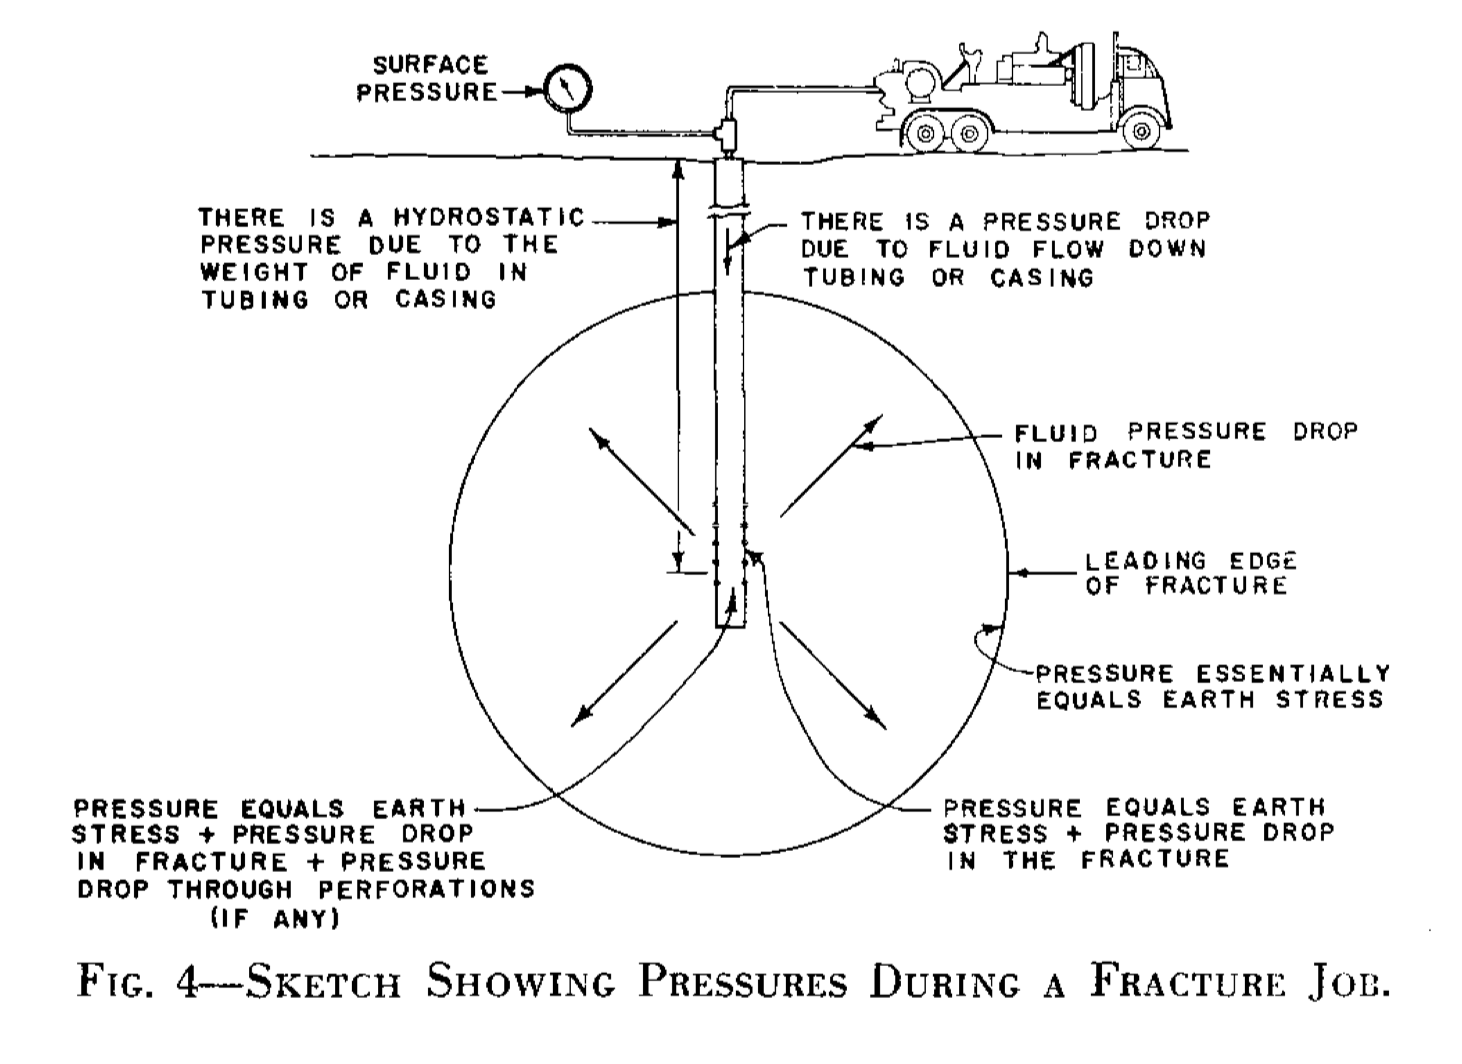 SURFACE
PRESSURE
THERE IS A HYDROSTATIC
PRESSURE DUE TO THE
WEIGHT OF FLUID IN
TUBING OR CASING
THERE IS A PRESSURE DROP
DUE TO FLUID FLOW DOWN
TUBING OR CASING
FLUID PRESSURE DROP
IN FRACTURE
LEADING EDGE
OF FRACTURE
PRESSURE ESSENTIALLY
EQUALS EARTH STRESS
PRESSURE EQUALS EARTH
STRESS + PRESSURE DROP
IN FRACTURE + PRESSURE
DROP THROUGH PERFORATIONS
(IF ANY)
PRESSURE EQUALS EARTH
STRESS + PRESSURE DROP
IN THE FRACTURE
FIG. 4—SKETCH SHOWING PRESSURES DURING A FRACTURE JOB.